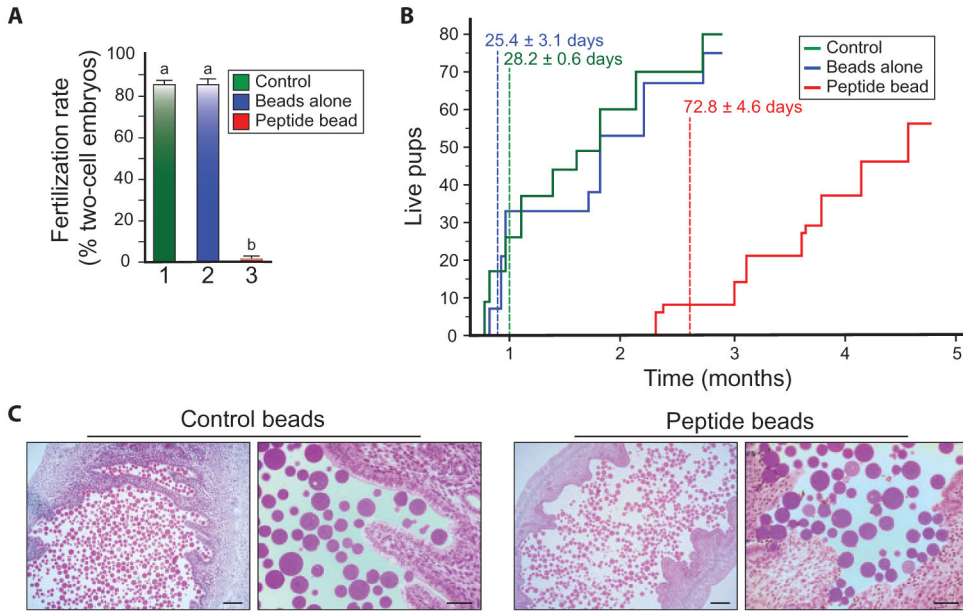 A
Fertilization rate
(% two-cell embryos)
100
80
60
40
20
0
a
a
b
1 2 3
Control
Beads alone
Peptide bead
B
Live pups
80
70
60
50
40
30
20
10
0
25.4 ± 3.1 days
28.2 ± 0.6 days
72.8 ± 4.6 days
Control
Beads alone
Peptide bead
1 2 3 4 5
Time (months)
C
Control beads
Peptide beads